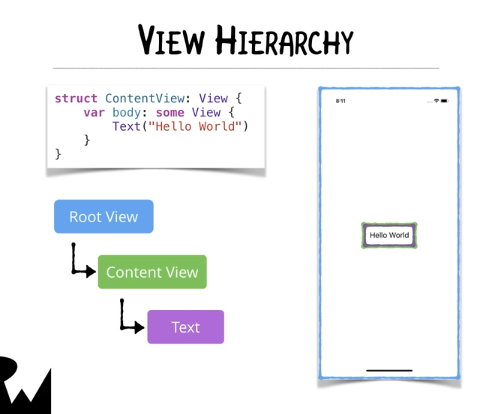 VIEW HIERARCHY
struct ContentView: View {
    var body: some View {
        Text("Hello World")
    }
}
Root View
Content View
Text
8:11
Hello World